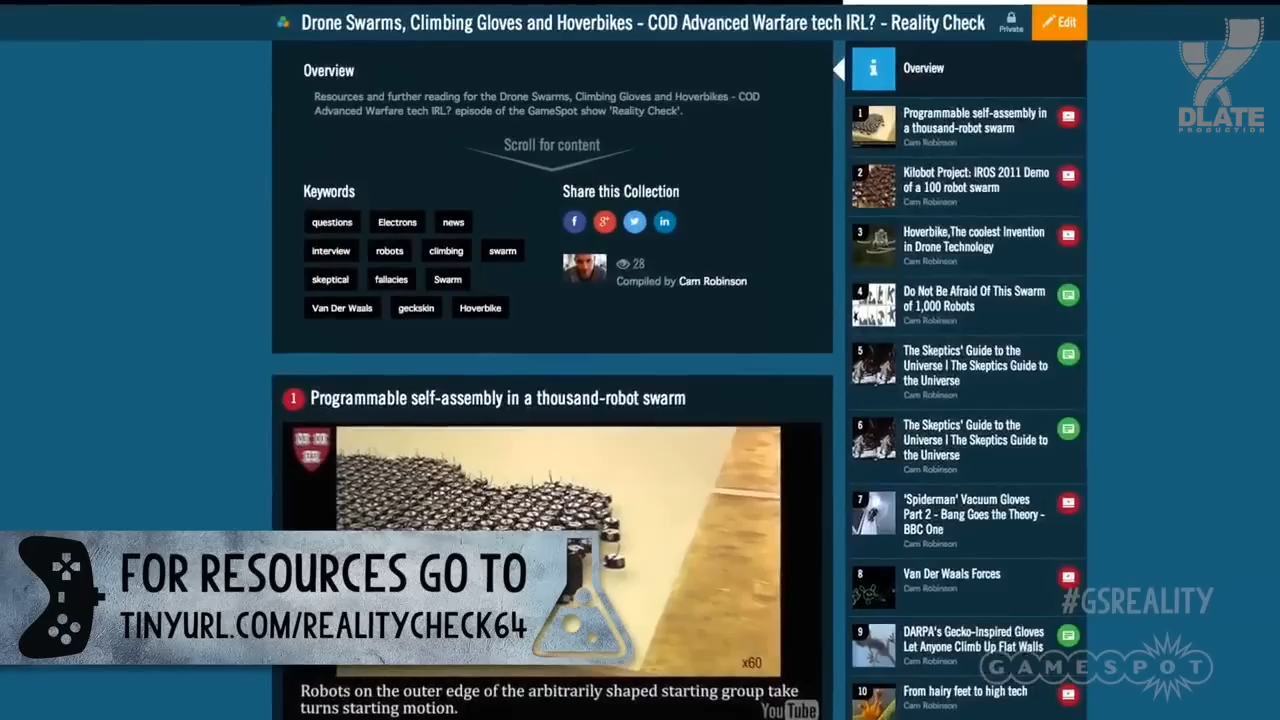 Drone Swarms, Climbing Gloves and Hoverbikes - COD Advanced Warfare tech IRL? - Reality Check
Private
Edit
DLATE
PRODUCTION
Overview
Resources and further reading for the Drone Swarms, Climbing Gloves and Hoverbikes - COD
Advanced Warfare tech IRL? episode of the GameSpot show 'Reality Check'.
Scroll for content
Keywords
questions
Electrons
news
interview
robots
climbing
swarm
skeptical
fallacies
Swarm
Van Der Waals
geckskin
Hoverbike
Share this Collection
28
Compiled by Cam Robinson
1 Programmable self-assembly in a thousand-robot swarm
x60
Robots on the outer edge of the arbitrarily shaped starting group take
turns starting motion.
YouTube
FOR RESOURCES GO TO
TINYURL.COM/REALITYCHECK64
Overview
1
Programmable self-assembly in
a thousand-robot swarm
Cam Robinson
2
Kilobot Project: IROS 2011 Demo
of a 100 robot swarm
Cam Robinson
3
Hoverbike,The coolest Invention
in Drone Technology
Cam Robinson
4
Do Not Be Afraid Of This Swarm
of 1,000 Robots
Cam Robinson
5
The Skeptics' Guide to the
Universe | The Skeptics Guide to
the Universe
Cam Robinson
6
The Skeptics' Guide to the
Universe | The Skeptics Guide to
the Universe
Cam Robinson
7
'Spiderman' Vacuum Gloves
Part 2 - Bang Goes the Theory -
BBC One
Cam Robinson
8
Van Der Waals Forces
Cam Robinson
#GSREALITY
9
DARPA's Gecko-Inspired Gloves
Let Anyone Climb Up Flat Walls
Cam Robinson
GAMESPOT
10
From hairy feet to high tech
Cam Robinson